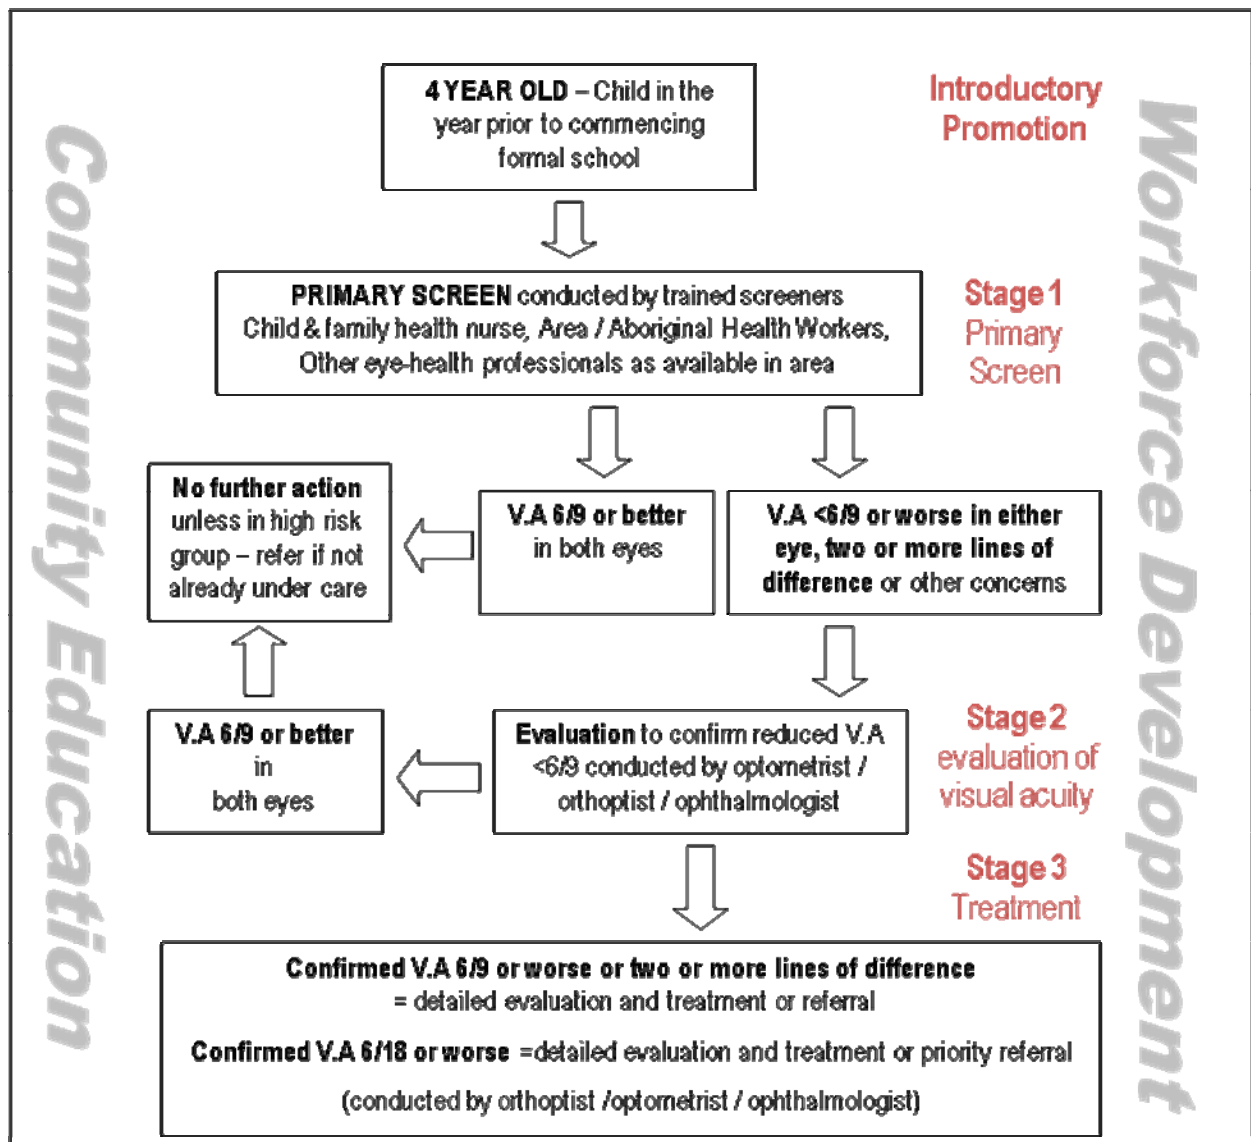 4 YEAR OLD – Child in the
year prior to commencing
formal school
Introductory
Promotion
Community Education
Workforce Development
PRIMARY SCREEN conducted by trained screeners
Child & family health nurse, Area / Aboriginal Health Workers,
Other eye-health professionals as available in area
Stage 1
Primary
Screen
No further action
unless in high risk
group – refer if not
already under care
V.A 6/9 or better
in both eyes
V.A <6/9 or worse in either
eye, two or more lines of
difference or other concerns
V.A 6/9 or better
in
both eyes
Evaluation to confirm reduced V.A
<6/9 conducted by optometrist /
orthoptist / ophthalmologist
Stage 2
evaluation of
visual acuity
Stage 3
Treatment
Confirmed V.A 6/9 or worse or two or more lines of difference
= detailed evaluation and treatment or referral
Confirmed V.A 6/18 or worse =detailed evaluation and treatment or priority referral
(conducted by orthoptist /optometrist / ophthalmologist)